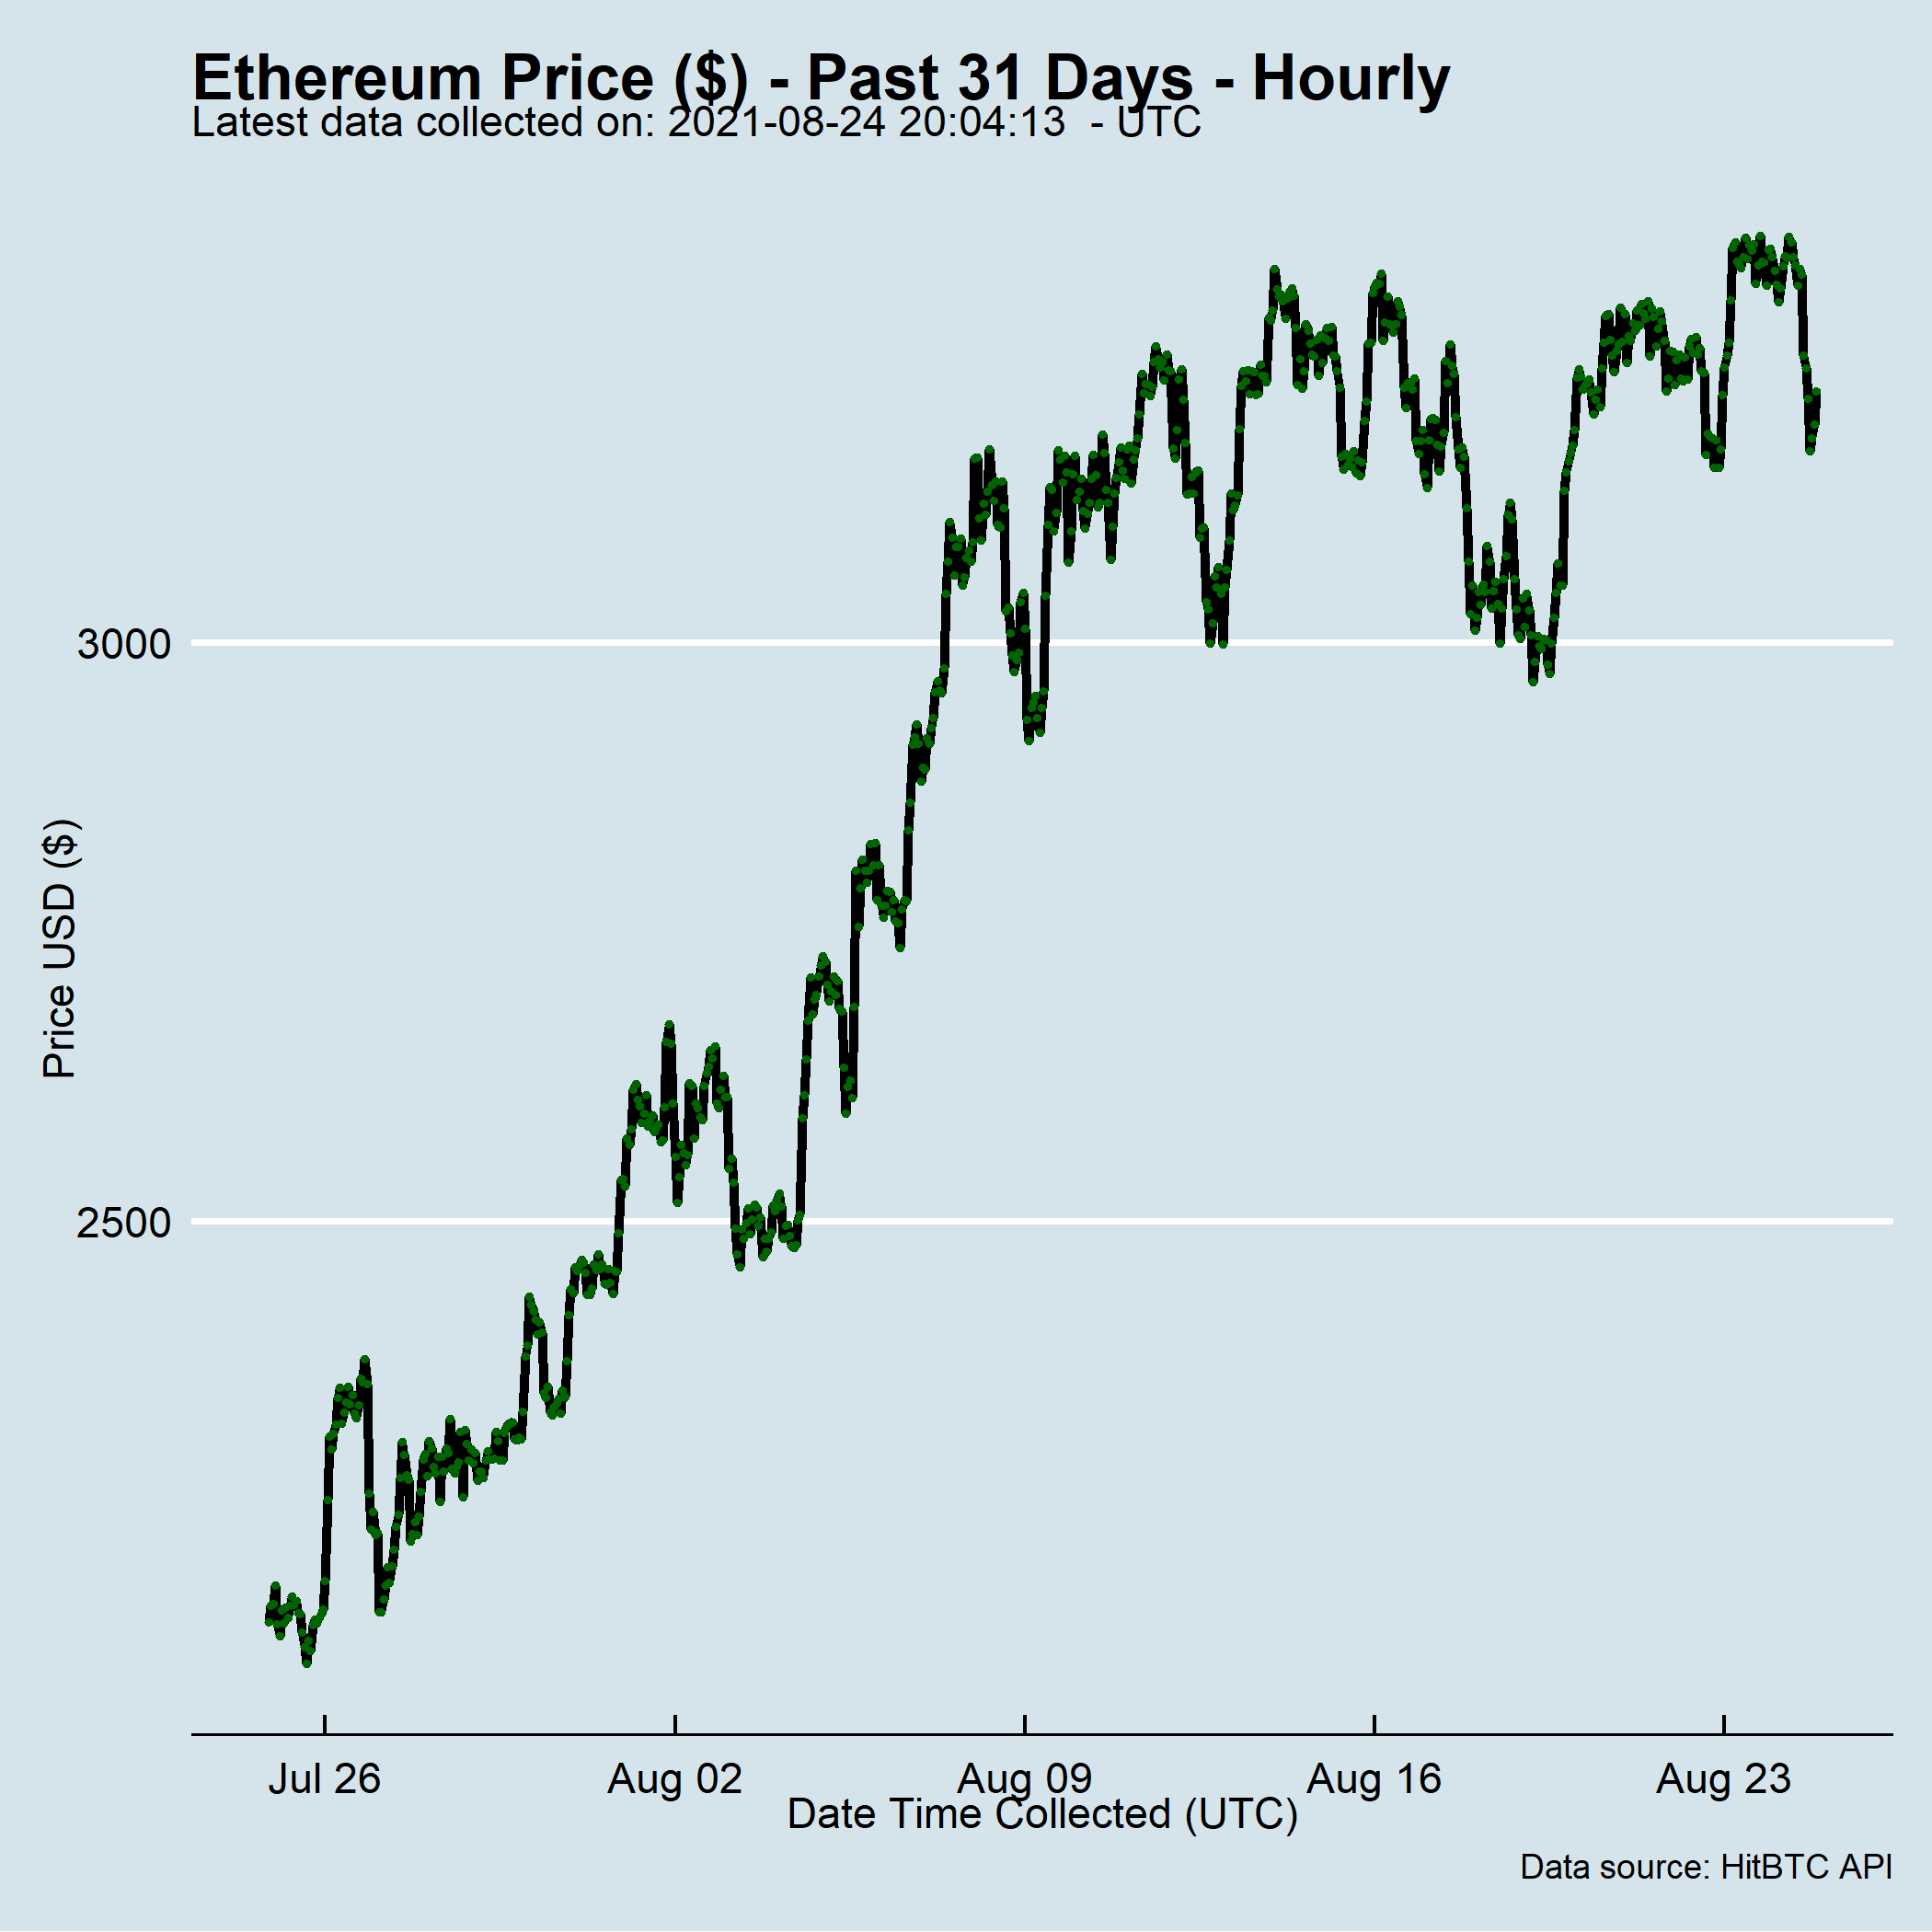 Ethereum Price ($) - Past 31 Days - Hourly
Latest data collected on: 2021-08-24 20:04:13  - UTC
Price USD ($)
3000
2500
Jul 26
Aug 02
Aug 09
Aug 16
Aug 23
Date Time Collected (UTC)
Data source: HitBTC API